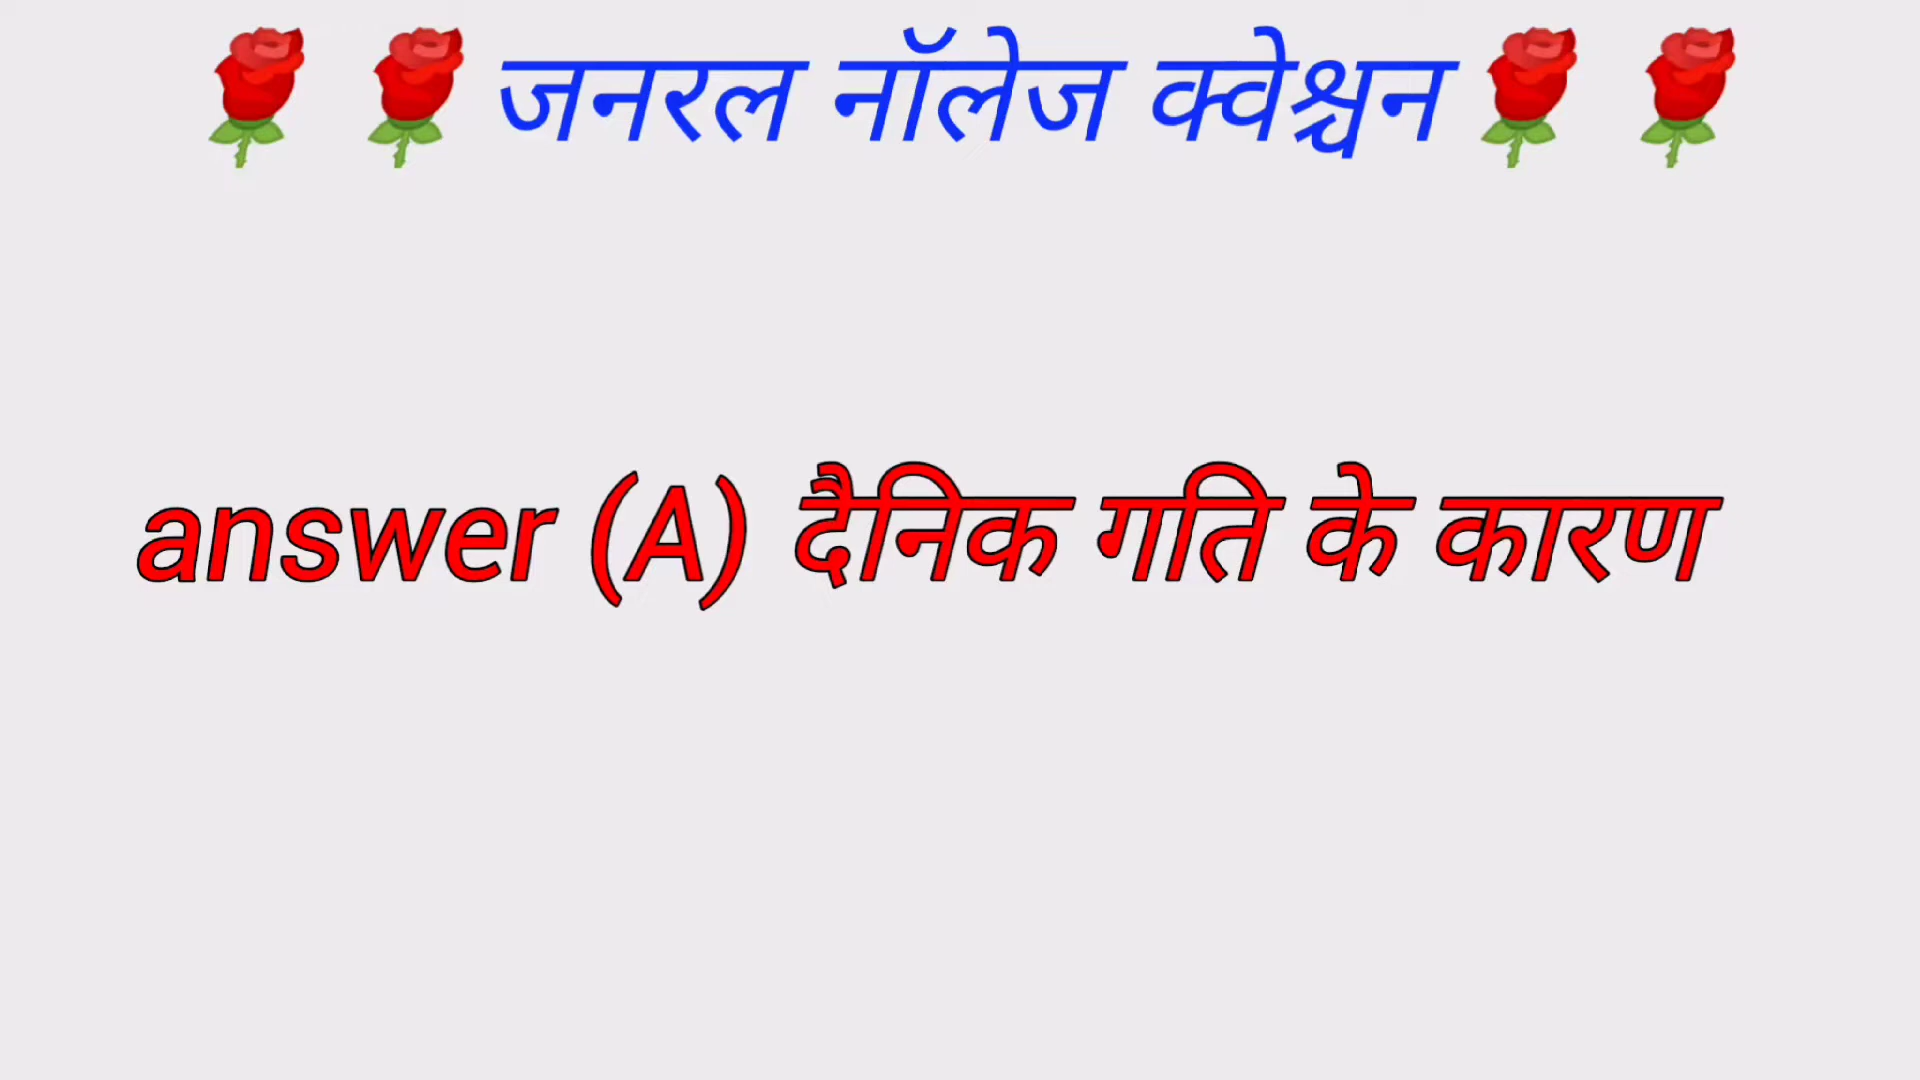 🌹 🌹 जनरल नॉलेज क्वेश्चन 🌹 🌹
answer (A) दैनिक गति के कारण